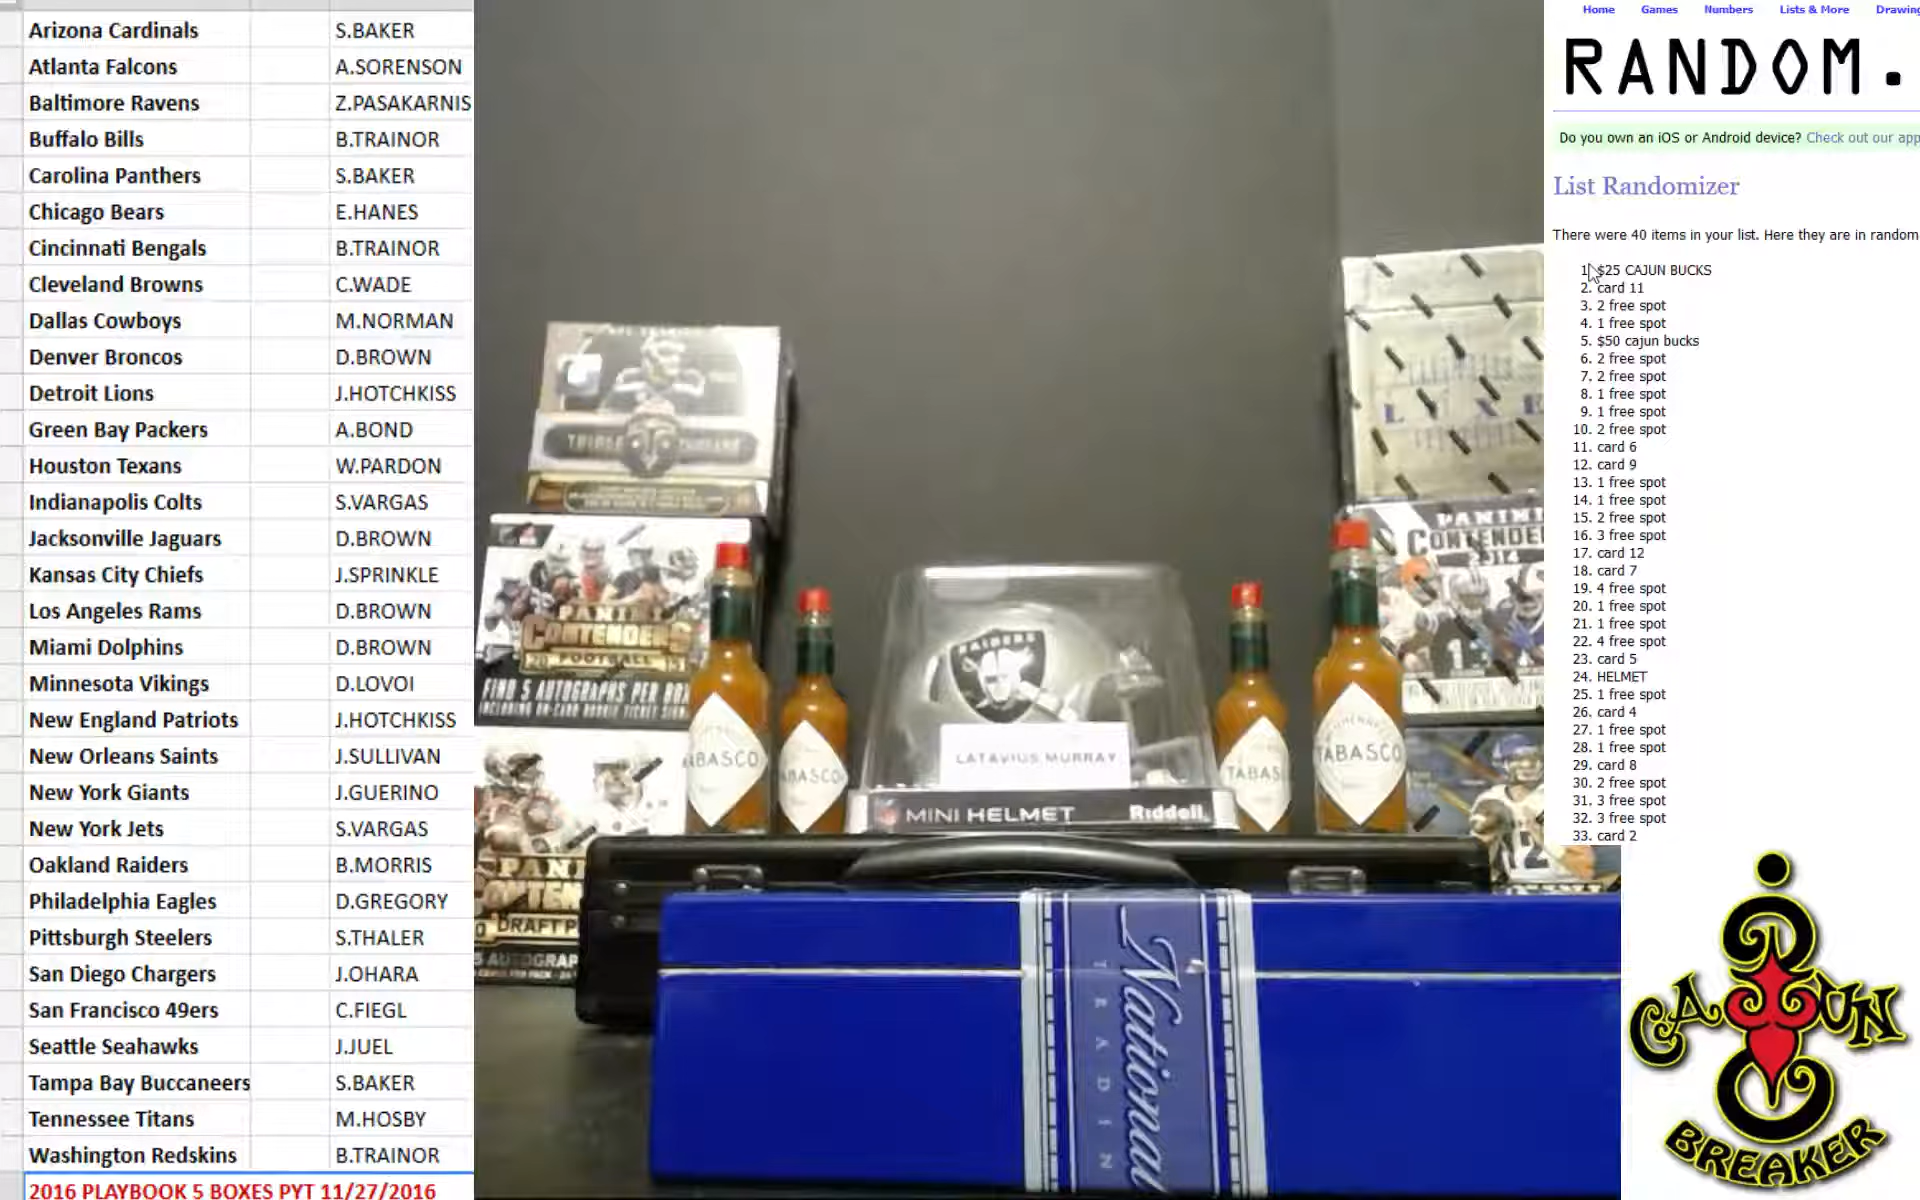 Arizona Cardinals S.BAKER
Atlanta Falcons A.SORENSON
Baltimore Ravens Z.PASAKARNIS
Buffalo Bills B.TRAINOR
Carolina Panthers S.BAKER
Chicago Bears E.HANES
Cincinnati Bengals B.TRAINOR
Cleveland Browns C.WADE
Dallas Cowboys M.NORMAN
Denver Broncos D.BROWN
Detroit Lions J.HOTCHKISS
Green Bay Packers A.BOND
Houston Texans W.PARDON
Indianapolis Colts S.VARGAS
Jacksonville Jaguars D.BROWN
Kansas City Chiefs J.SPRINKLE
Los Angeles Rams D.BROWN
Miami Dolphins D.BROWN
Minnesota Vikings D.LOVOI
New England Patriots J.HOTCHKISS
New Orleans Saints J.SULLIVAN
New York Giants J.GUERINO
New York Jets S.VARGAS
Oakland Raiders B.MORRIS
Philadelphia Eagles D.GREGORY
Pittsburgh Steelers S.THALER
San Diego Chargers J.OHARA
San Francisco 49ers C.FIEGL
Seattle Seahawks J.JUEL
Tampa Bay Buccaneers S.BAKER
Tennessee Titans M.HOSBY
Washington Redskins B.TRAINOR
2016 PLAYBOOK 5 BOXES PYT 11/27/2016
PANINI
CONTENDERS
FOOTBALL
FIND 5 AUTOGRAPHS PER BO
DRAFT P
5 AUTOGRAP
TABASCO
TABASCO
RAIDERS
LATAVIUS MURRAY
MINI HELMET Riddell
TABAS
TABASCO
PANINI
CONTENDE
2014
National
TRADIN
Home Games Numbers Lists & More Drawing
RANDOM.
Do you own an iOS or Android device? Check out our app
List Randomizer
There were 40 items in your list. Here they are in random
1. $25 CAJUN BUCKS
2. card 11
3. 2 free spot
4. 1 free spot
5. $50 cajun bucks
6. 2 free spot
7. 2 free spot
8. 1 free spot
9. 1 free spot
10. 2 free spot
11. card 6
12. card 9
13. 1 free spot
14. 1 free spot
15. 2 free spot
16. 3 free spot
17. card 12
18. card 7
19. 4 free spot
20. 1 free spot
21. 1 free spot
22. 4 free spot
23. card 5
24. HELMET
25. 1 free spot
26. card 4
27. 1 free spot
28. 1 free spot
29. card 8
30. 2 free spot
31. 3 free spot
32. 3 free spot
33. card 2
CAJUN
BREAKER